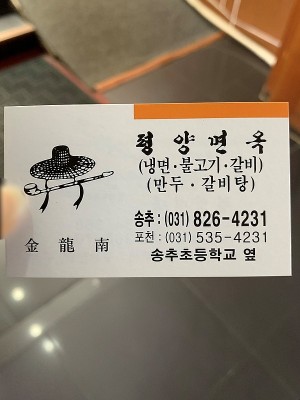 평양면옥
(냉면·불고기·갈비)
(만두·갈비탕)
송추 : (031) 826-4231
포천 : (031) 535-4231
송추초등학교 옆
金龍南